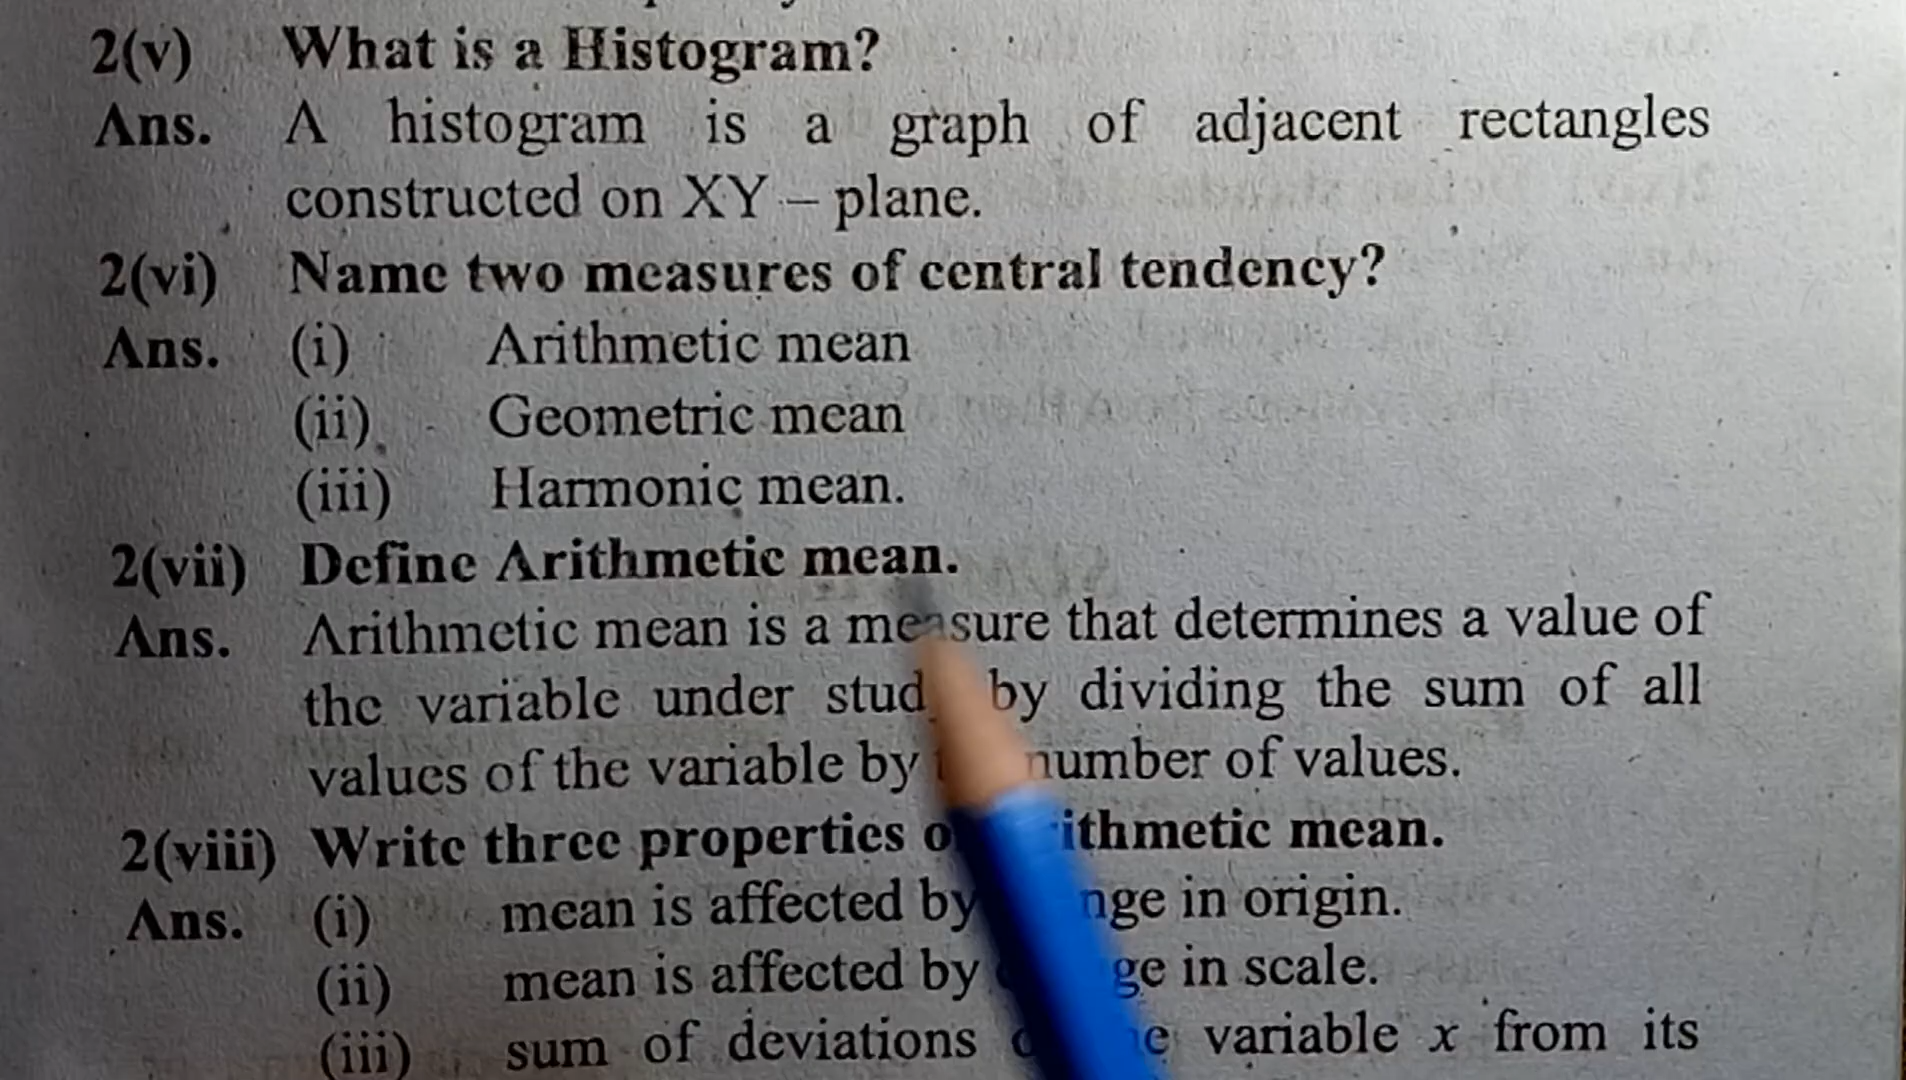 2(v) What is a Histogram?
Ans. A histogram is a graph of adjacent rectangles
constructed on XY – plane.
2(vi) Name two measures of central tendency?
Ans. (i) Arithmetic mean
(ii) Geometric mean
(iii) Harmonic mean.
2(vii) Define Arithmetic mean.
Ans. Arithmetic mean is a measure that determines a value of
the variable under stud by dividing the sum of all
values of the variable by number of values.
2(viii) Write three properties o ithmetic mean.
Ans. (i) mean is affected by nge in origin.
(ii) mean is affected by ge in scale.
(iii) sum of deviations variable x from its